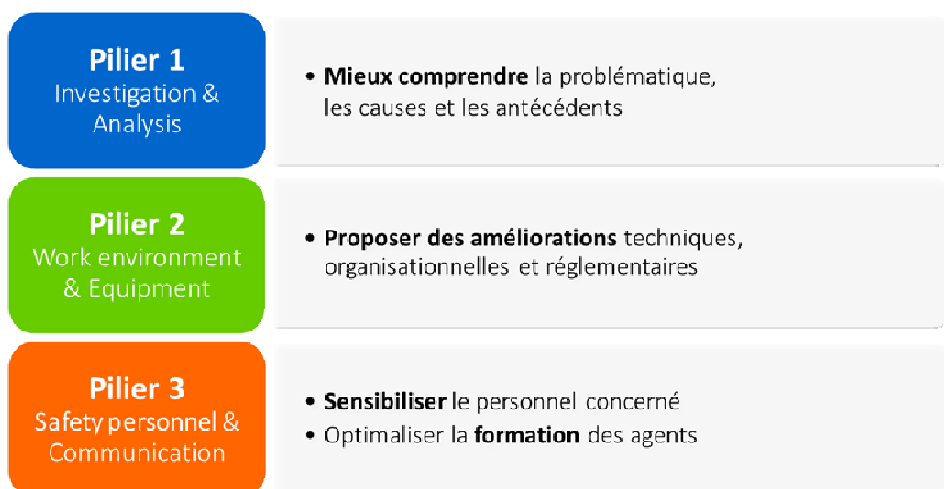 Pilier 1
Investigation &
Analysis
• Mieux comprendre la problématique,
les causes et les antécédents
Pilier 2
Work environment
& Equipment
• Proposer des améliorations techniques,
organisationnelles et réglementaires
Pilier 3
Safety personnel &
Communication
• Sensibiliser le personnel concerné
• Optimaliser la formation des agents